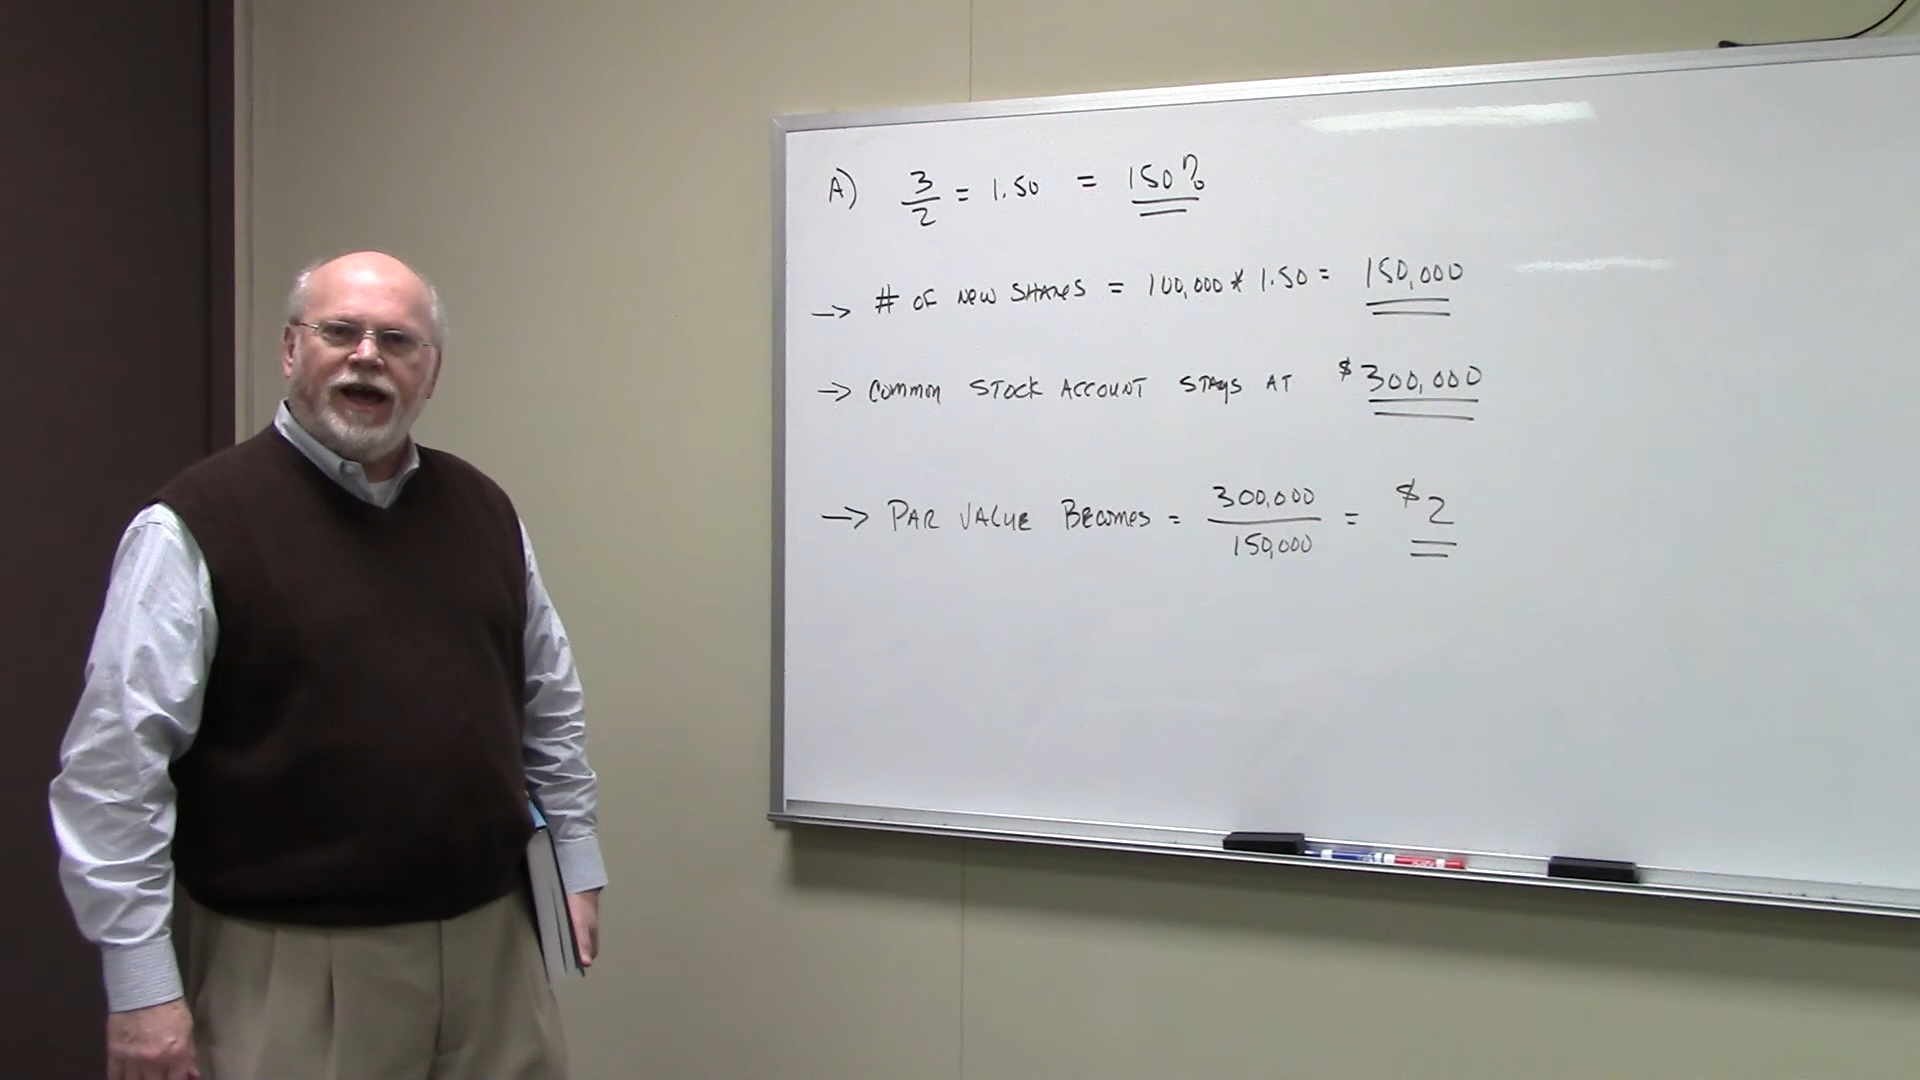 A) 3/2 = 1.50 = 150%
→ # OF NEW SHARES = 100,000 * 1.50 = 150,000
→ COMMON STOCK ACCOUNT STAYS AT $300,000
→ PAR VALUE BECOMES = 300,000/150,000 = $2